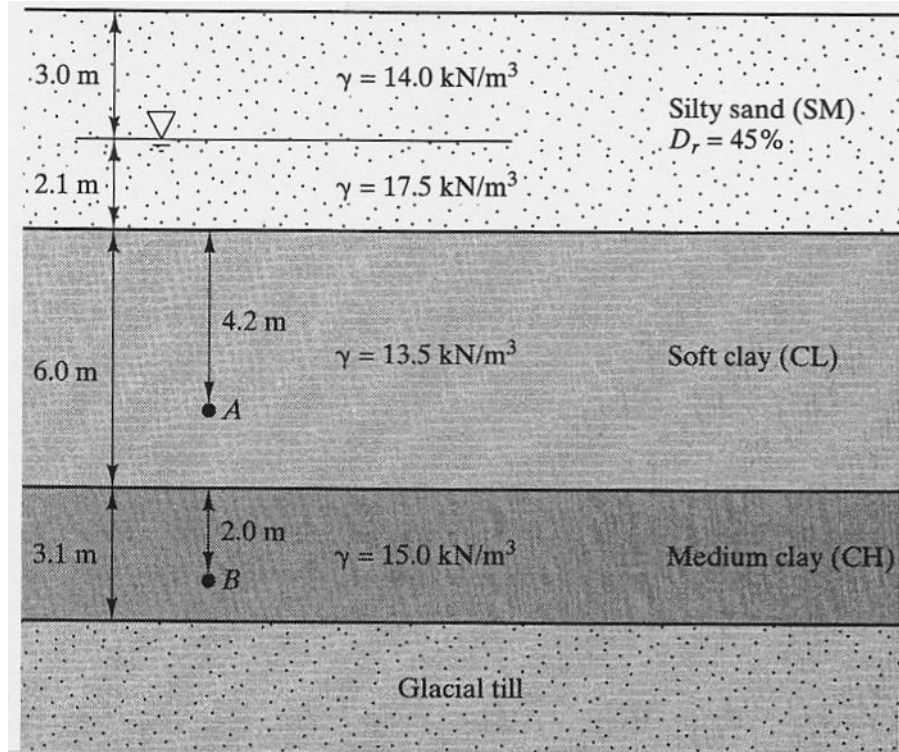 3.0 m
γ = 14.0 kN/m³
Silty sand (SM)
D_r = 45%
2.1 m
γ = 17.5 kN/m³
4.2 m
6.0 m
γ = 13.5 kN/m³
Soft clay (CL)
A
2.0 m
3.1 m
γ = 15.0 kN/m³
Medium clay (CH)
B
Glacial till